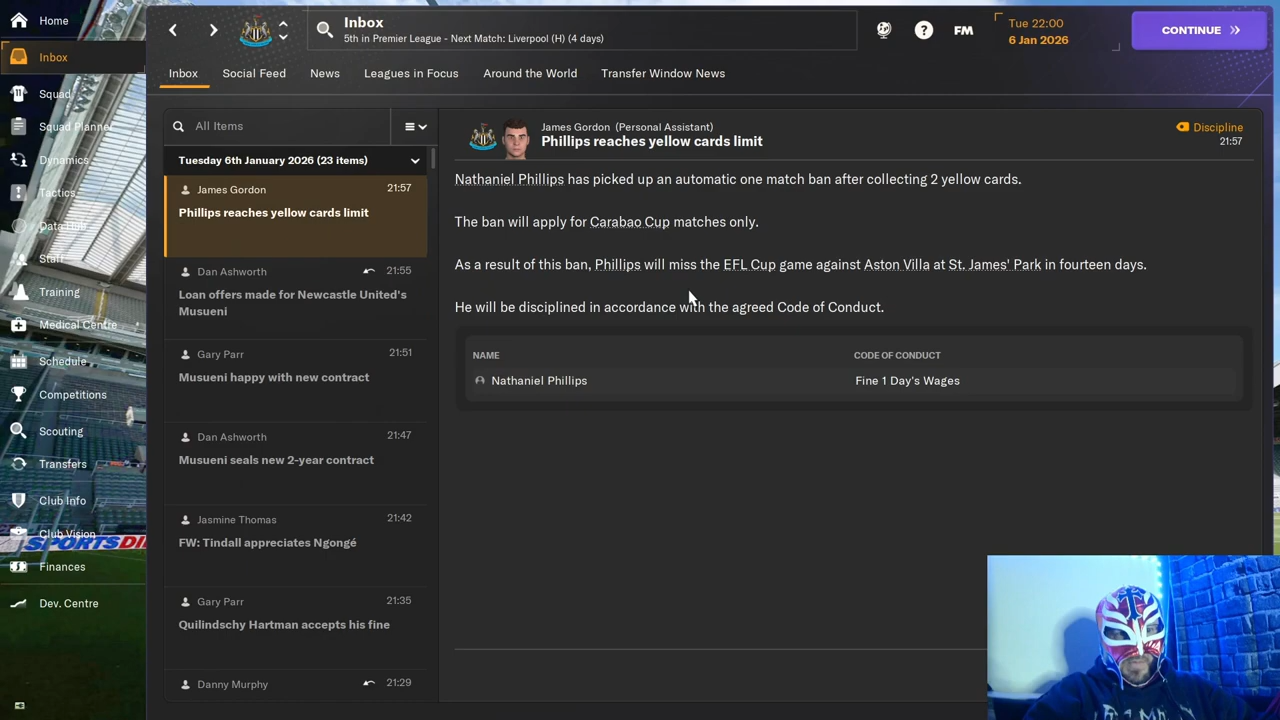 Home
Inbox
Squad
Squad Planner
Dynamics
Tactics
Staff
Training
Medical Centre
Schedule
Competitions
Scouting
Transfers
Club Info
Club Vision
SPORTSDI
Finances
Dev. Centre
Inbox
5th in Premier League - Next Match: Liverpool (H) (4 days)
?
FM
Tue 22:00
6 Jan 2026
CONTINUE
Inbox
Social Feed
News
Leagues in Focus
Around the World
Transfer Window News
All Items
Tuesday 6th January 2026 (23 items)
James Gordon 21:57
Phillips reaches yellow cards limit
Dan Ashworth 21:55
Loan offers made for Newcastle United's
Musueni
Gary Parr 21:51
Musueni happy with new contract
Dan Ashworth 21:47
Musueni seals new 2-year contract
Jasmine Thomas 21:42
FW: Tindall appreciates Ngongé
Gary Parr 21:35
Quilindschy Hartman accepts his fine
Danny Murphy 21:29
James Gordon (Personal Assistant)
Phillips reaches yellow cards limit
Discipline
21:57
Nathaniel Phillips has picked up an automatic one match ban after collecting 2 yellow cards.
The ban will apply for Carabao Cup matches only.
As a result of this ban, Phillips will miss the EFL Cup game against Aston Villa at St. James' Park in fourteen days.
He will be disciplined in accordance with the agreed Code of Conduct.
NAME CODE OF CONDUCT
Nathaniel Phillips Fine 1 Day's Wages